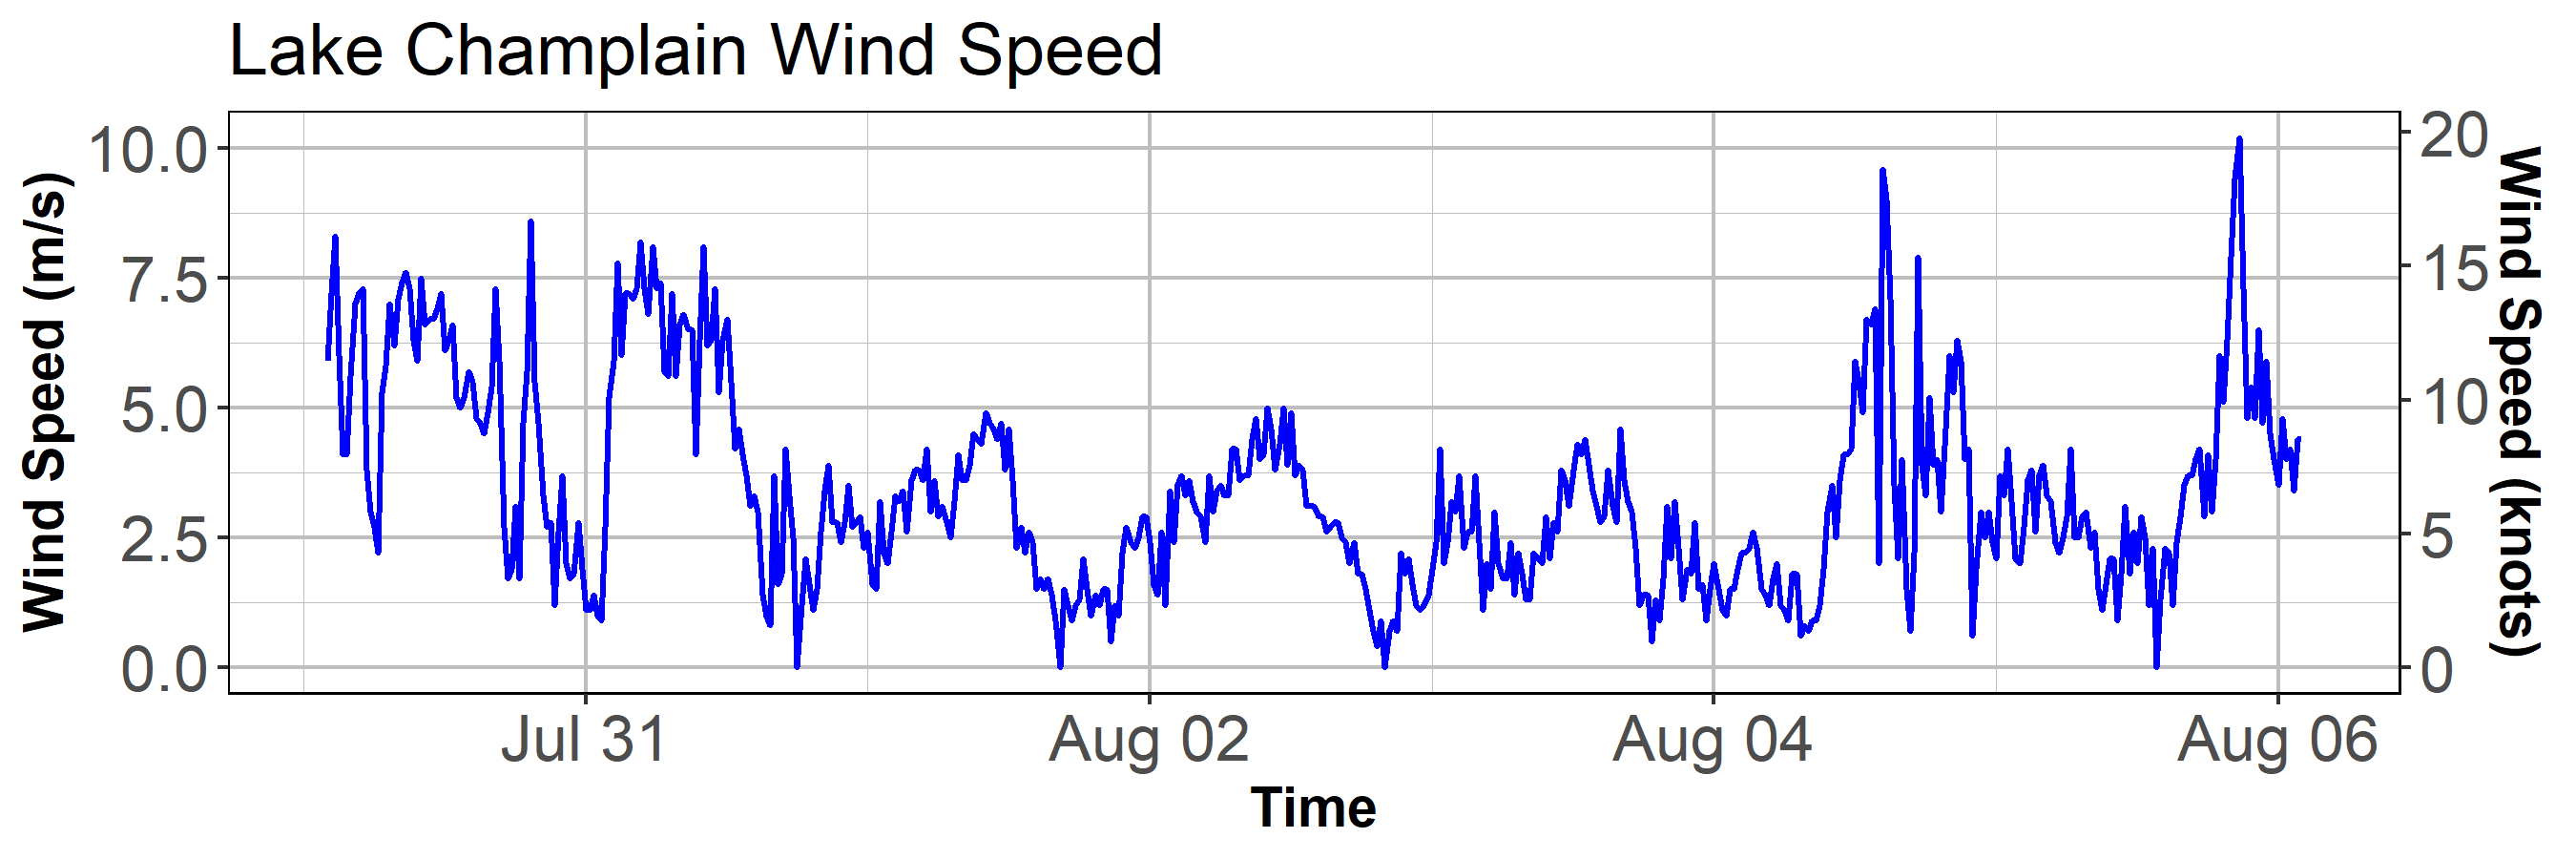 Lake Champlain Wind Speed
Wind Speed (m/s)
10.0
7.5
5.0
2.5
0.0
20
15
10
5
0
Wind Speed (knots)
Jul 31 Aug 02 Aug 04 Aug 06
Time